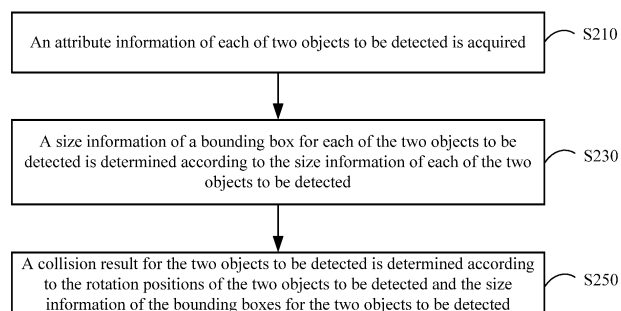 An attribute information of each of two objects to be detected is acquired
S210
A size information of a bounding box for each of the two objects to be
detected is determined according to the size information of each of the two
objects to be detected
S230
A collision result for the two objects to be detected is determined according
to the rotation positions of the two objects to be detected and the size
information of the bounding boxes for the two objects to be detected
S250